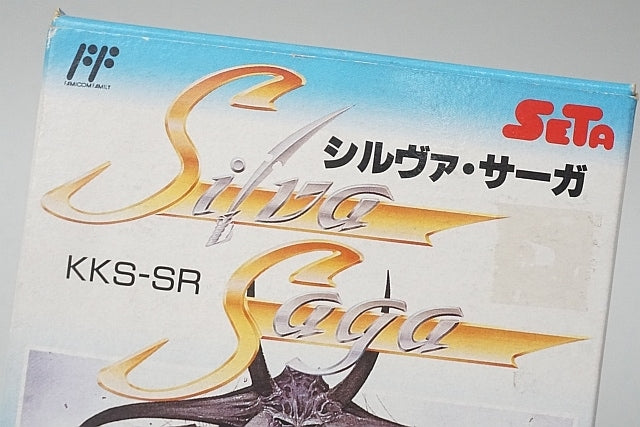 FF
FAMICOM FAMILY
SETA
シルヴァ・サーガ
Silva
KKS-SR
Saga